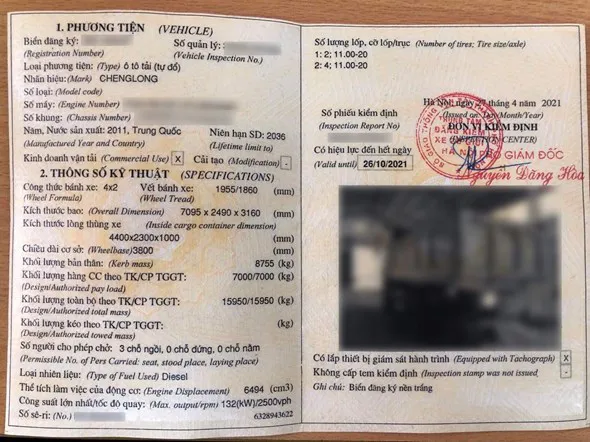 1. PHƯƠNG TIỆN (VEHICLE)
Biển đăng ký:
(Registration Number)
Số quản lý:
(Vehicle Inspection No.)
Loại phương tiện: (Type) ô tô tải (tự đổ)
Nhãn hiệu: (Mark) CHENGLONG
Số loại: (Model code)
Số máy: (Engine Number)
Số khung: (Chassis Number)
Năm, Nước sản xuất: 2011, Trung Quốc
(Manufactured Year and Country)
Niên hạn SD: 2036
(Lifetime limit to)
Kinh doanh vận tải (Commercial Use) X Cải tạo (Modification) -
2. THÔNG SỐ KỸ THUẬT (SPECIFICATIONS)
Công thức bánh xe: 4x2 Vết bánh xe: 1955/1860 (mm)
(Wheel Formula) (Wheel Tread)
Kích thước bao: (Overall Dimension) 7095 x 2490 x 3160 (mm)
Kích thước lòng thùng xe (Inside cargo container dimension)
4400x2300x1000 (mm)
Chiều dài cơ sở: (Wheelbase) 3800 (mm)
Khối lượng bản thân: (Kerb mass) 8755 (kg)
Khối lượng hàng CC theo TK/CP TGGT: 7000/7000 (kg)
(Design/Authorized pay load)
Khối lượng toàn bộ theo TK/CP TGGT: 15950/15950 (kg)
(Design/Authorized total mass)
Khối lượng kéo theo TK/CP TGGT: (kg)
(Design/Authorized towed mass)
Số người cho phép chở: 3 chỗ ngồi, 0 chỗ đứng, 0 chỗ nằm
(Permissible No. of Pers Carried: seat, stood place, laying place)
Loại nhiên liệu: (Type of Fuel Used) Diesel
Thể tích làm việc của động cơ: (Engine Displacement) 6494 (cm3)
Công suất lớn nhất/tốc độ quay: (Max. output/rpm) 132(kW)/2500vph
Số sê-ri: (No.) 6328943622
Số lượng lốp, cỡ lốp/trục (Number of tires; Tire size/axle)
1: 2; 11.00-20
2: 4; 11.00-20
Hà Nội, ngày 27 tháng 4 năm 2021
(Issued on: Day/Month/Year)
Số phiếu kiểm định
(Inspection Report No)
ĐƠN VỊ KIỂM ĐỊNH
TRUNG TÂM
ĐĂNG KIỂM
XE CƠ GIỚI
HÀ NỘI
Có hiệu lực đến hết ngày
(Valid until) 26/10/2021
GIÁM ĐỐC
Nguyễn Đăng Hòa
Có lắp thiết bị giám sát hành trình (Equipped with Tachograph) X
Không cấp tem kiểm định (Inspection stamp was not issued) -
Ghi chú: Biển đăng ký nền trắng